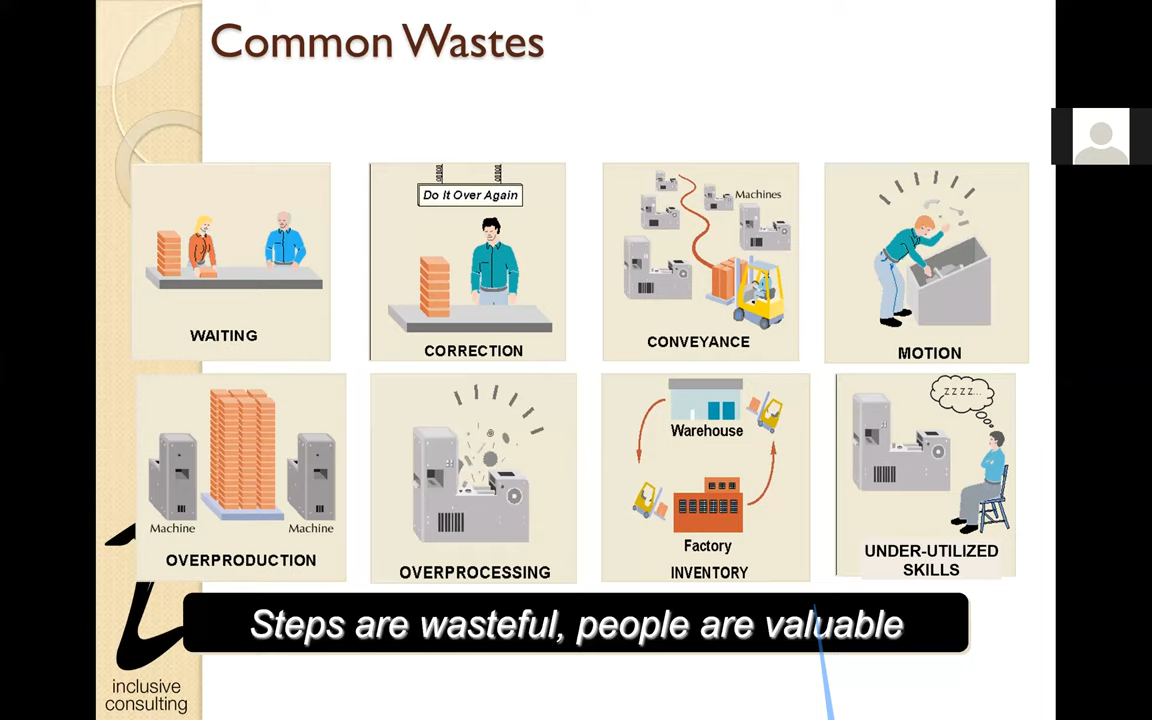 Common Wastes
WAITING
Do It Over Again
CORRECTION
Machines
CONVEYANCE
MOTION
Machine
Machine
OVERPRODUCTION
OVERPROCESSING
Warehouse
Factory
INVENTORY
z z z z...
UNDER-UTILIZED
SKILLS
Steps are wasteful, people are valuable
inclusive
consulting